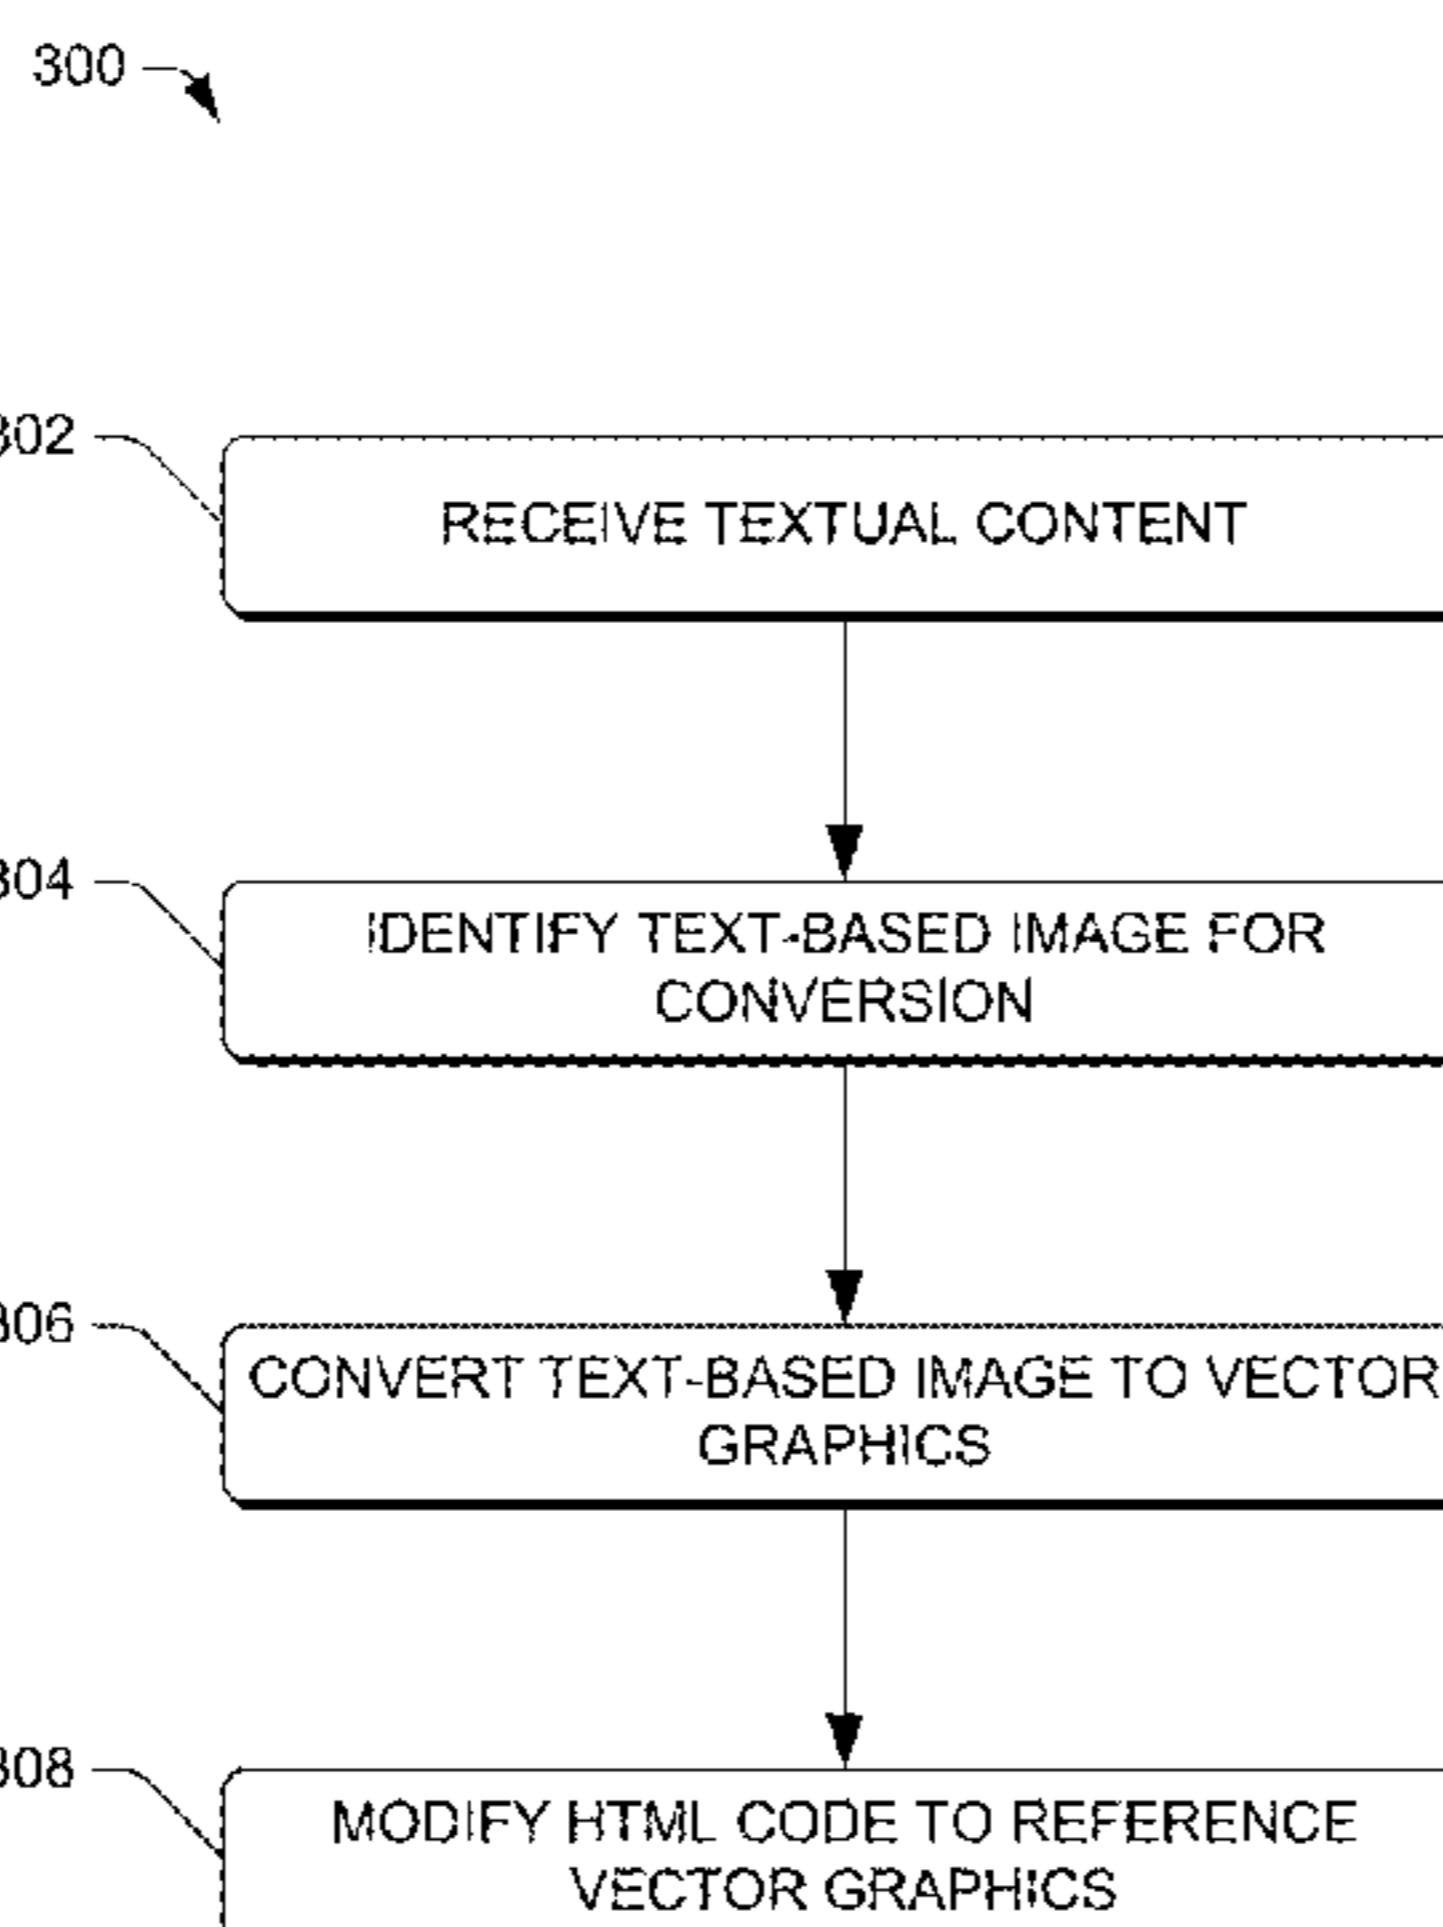 300
302
RECEIVE TEXTUAL CONTENT
304
IDENTIFY TEXT-BASED IMAGE FOR
CONVERSION
306
CONVERT TEXT-BASED IMAGE TO VECTOR
GRAPHICS
308
MODIFY HTML CODE TO REFERENCE
VECTOR GRAPHICS